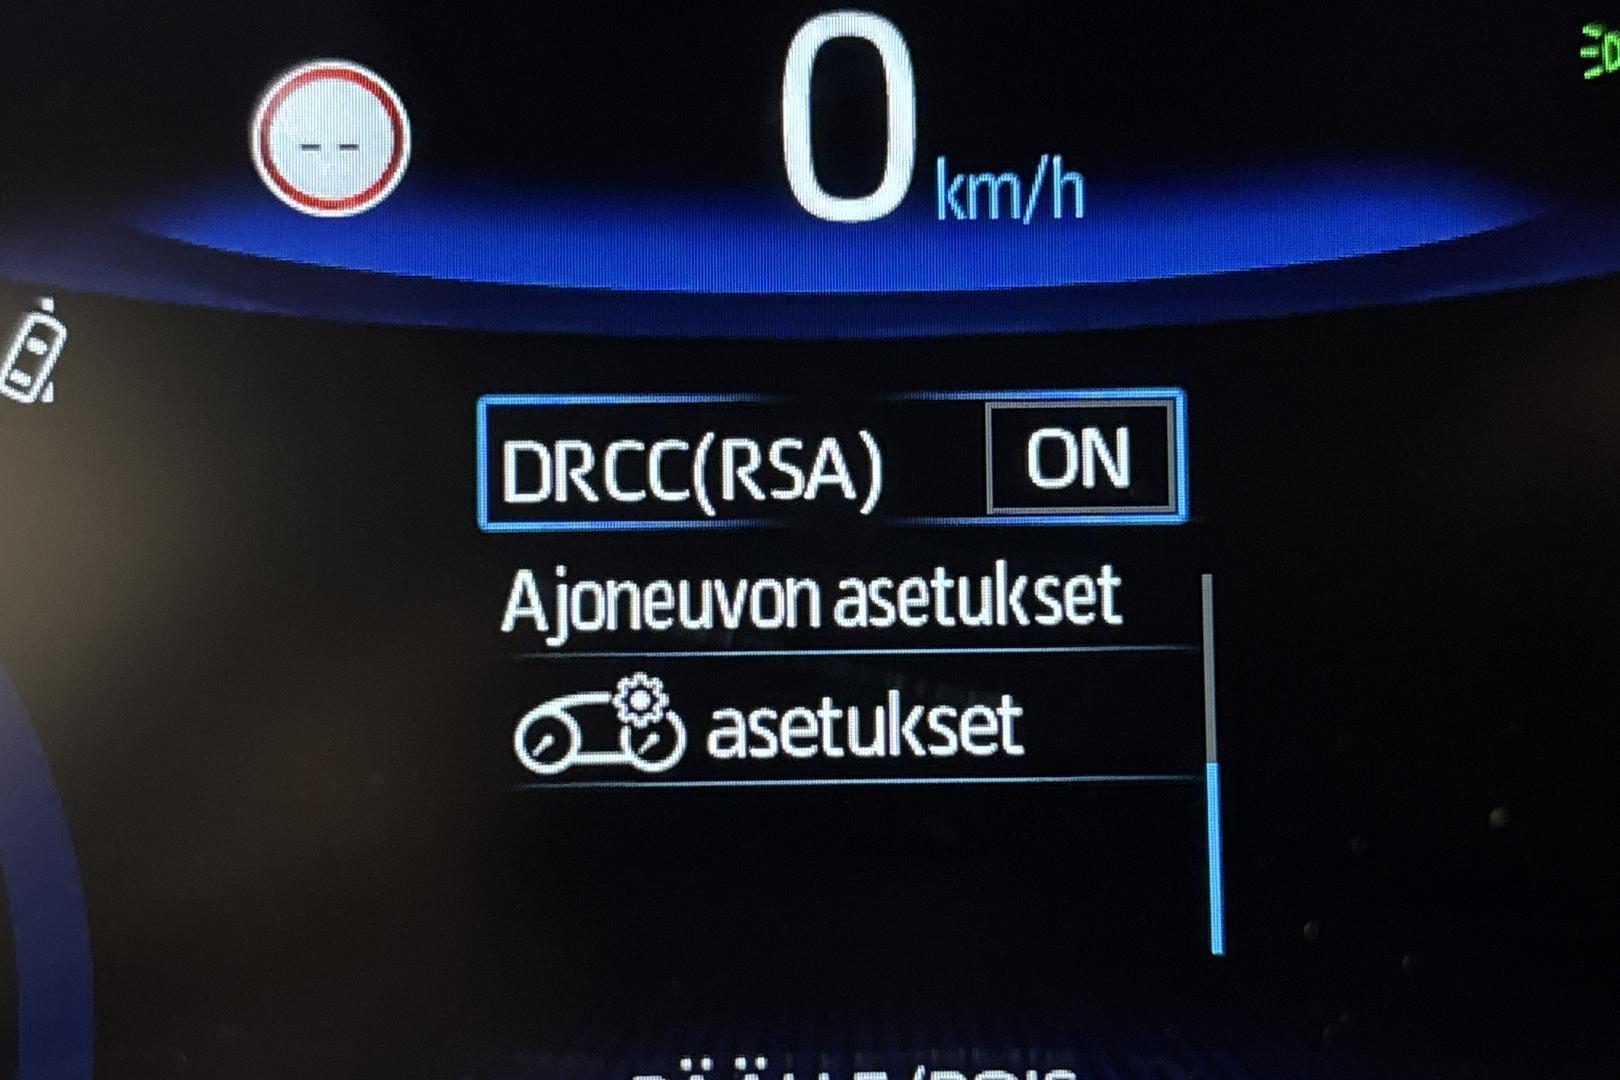 --
0 km/h
DRCC(RSA) ON
Ajoneuvon asetukset
asetukset